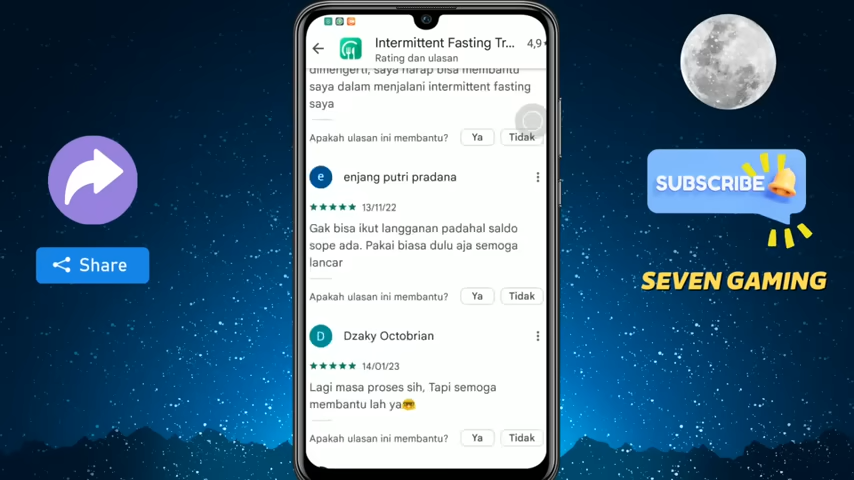 Intermittent Fasting Tr... 4,9
Rating dan ulasan
dimengerti, saya harap bisa membantu
saya dalam menjalani intermittent fasting
saya
Apakah ulasan ini membantu? Ya Tidak
e enjang putri pradana
★★★★★ 13/11/22
Gak bisa ikut langganan padahal saldo
sope ada. Pakai biasa dulu aja semoga
lancar
Apakah ulasan ini membantu? Ya Tidak
D Dzaky Octobrian
★★★★★ 14/01/23
Lagi masa proses sih, Tapi semoga
membantu lah ya🤓
Apakah ulasan ini membantu? Ya Tidak
Share
SUBSCRIBE
SEVEN GAMING